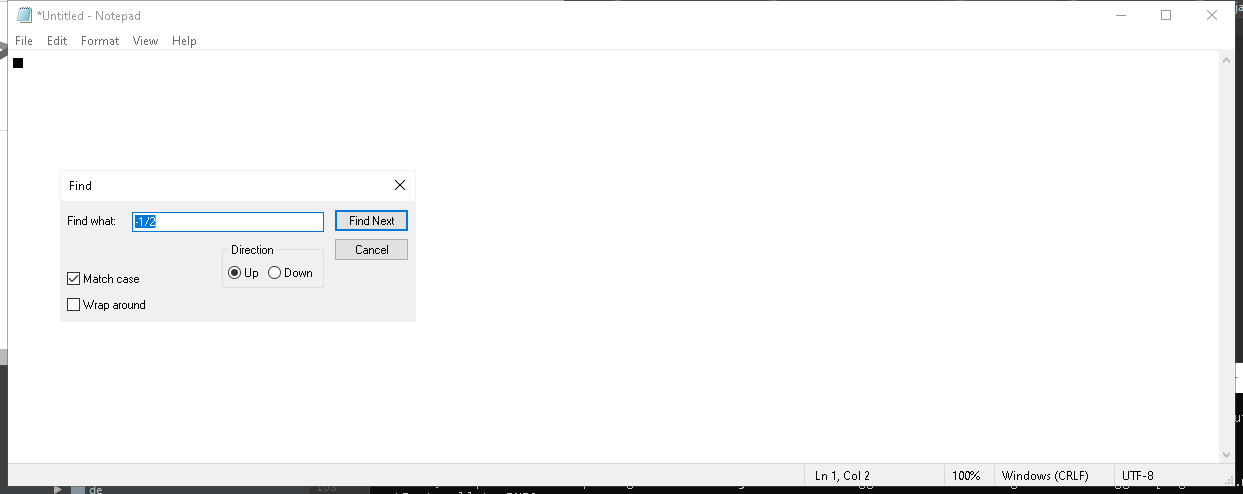 *Untitled - Notepad
File Edit Format View Help
■
Find
Find what: -1/2 Find Next
Direction Cancel
Up Down
Match case
Wrap around
Ln 1, Col 2 100% Windows (CRLF) UTF-8
de 103